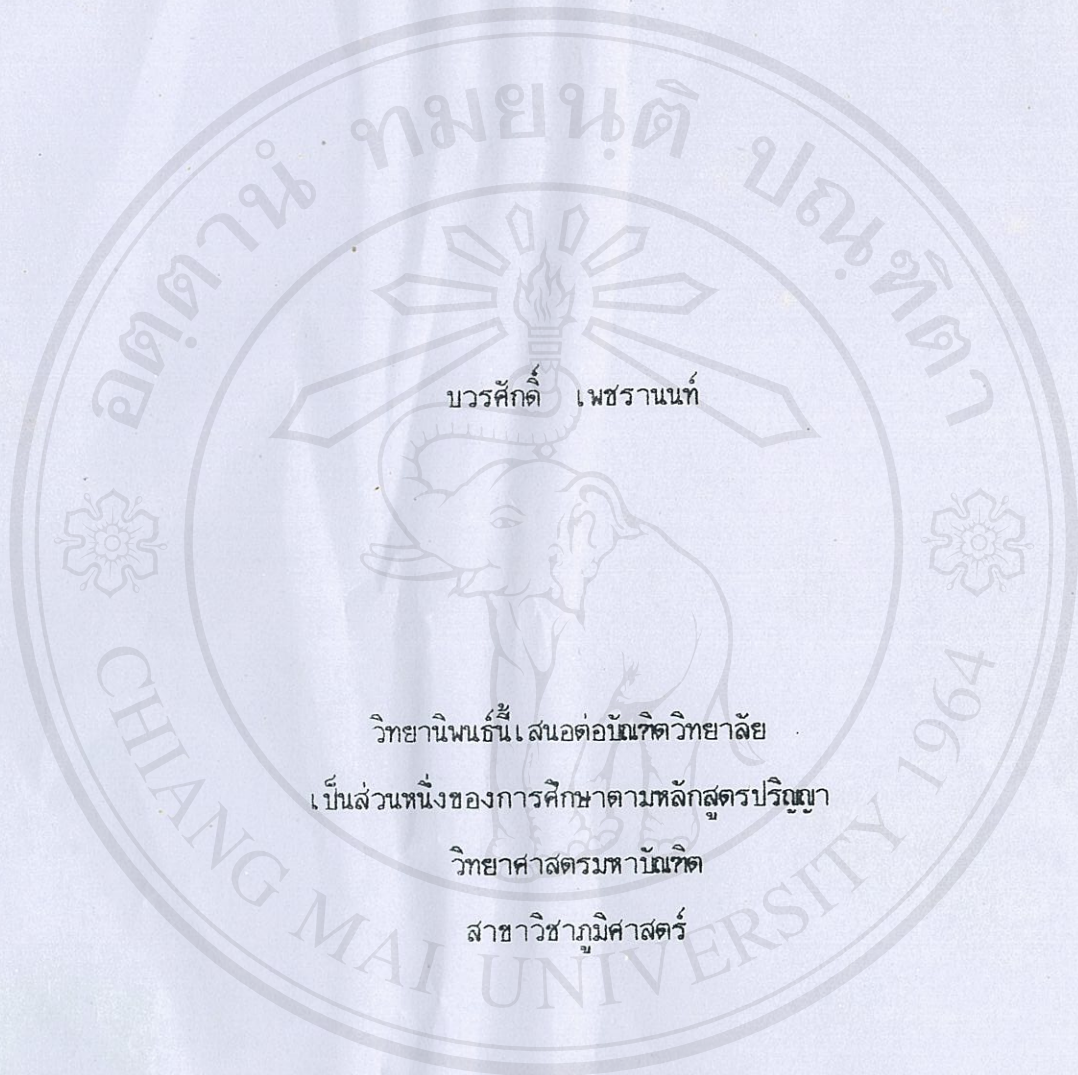 อตฺตานํ ทมยนฺติ ปณฺฑิตา
บวรศักดิ์ เพชรานนท์
วิทยานิพนธ์นี้เสนอต่อบัณฑิตวิทยาลัย
เป็นส่วนหนึ่งของการศึกษาตามหลักสูตรปริญญา
วิทยาศาสตรมหาบัณฑิต
สาขาวิชาภูมิศาสตร์
CHIANG MAI UNIVERSITY 1964